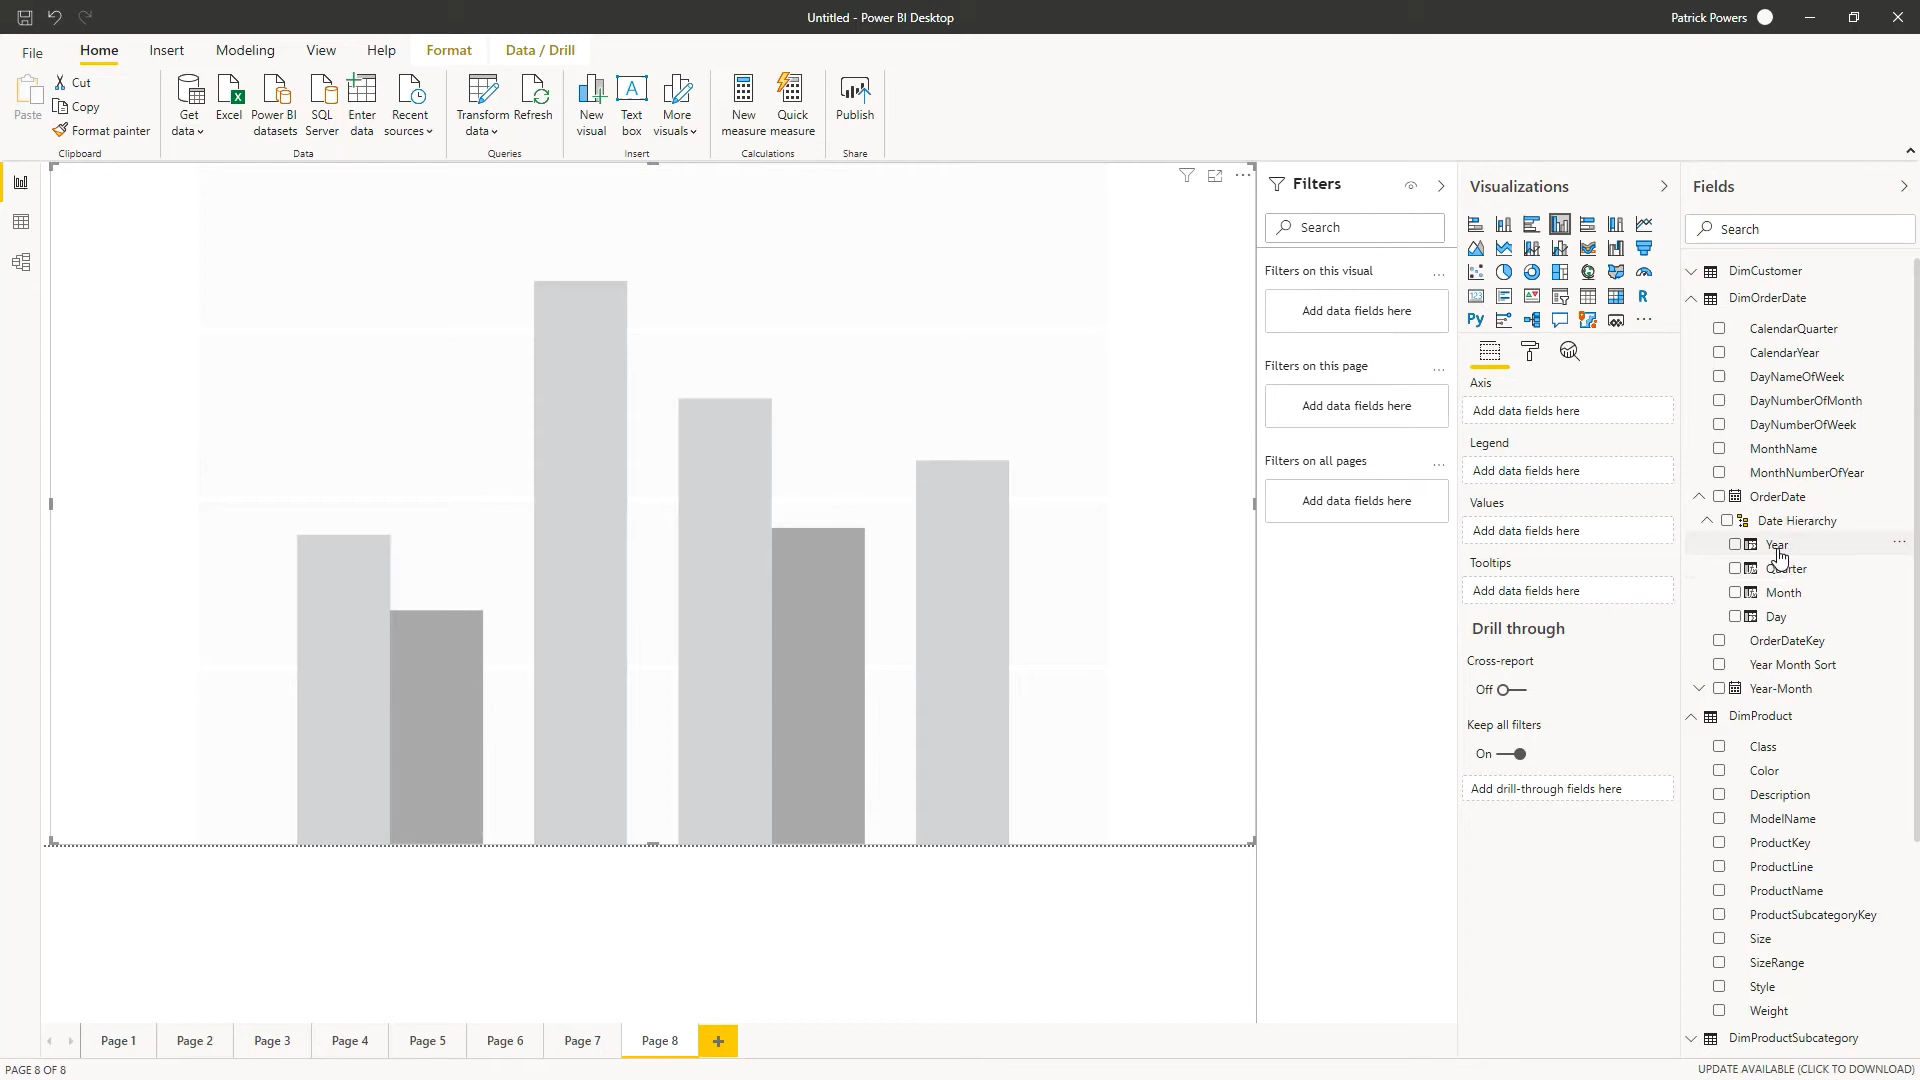 Untitled - Power BI Desktop
Patrick Powers
File
Home
Insert
Modeling
View
Help
Format
Data / Drill
Paste
Cut
Copy
Format painter
Clipboard
Get data
Excel
Power BI datasets
SQL Server
Enter data
Recent sources
Data
Transform data
Refresh
Queries
New visual
A
Text box
More visuals
Insert
New measure
Quick measure
Calculations
Publish
Share
Filters
Search
Filters on this visual
...
Add data fields here
Filters on this page
...
Add data fields here
Filters on all pages
...
Add data fields here
Visualizations
123
R
Py
...
Axis
Add data fields here
Legend
Add data fields here
Values
Add data fields here
Tooltips
Add data fields here
Drill through
Cross-report
Off
Keep all filters
On
Add drill-through fields here
Fields
Search
DimCustomer
DimOrderDate
CalendarQuarter
CalendarYear
DayNameOfWeek
DayNumberOfMonth
DayNumberOfWeek
MonthName
MonthNumberOfYear
OrderDate
Date Hierarchy
Year
...
Quarter
Month
Day
OrderDateKey
Year Month Sort
Year-Month
DimProduct
Class
Color
Description
ModelName
ProductKey
ProductLine
ProductName
ProductSubcategoryKey
Size
SizeRange
Style
Weight
DimProductSubcategory
Page 1
Page 2
Page 3
Page 4
Page 5
Page 6
Page 7
Page 8
+
PAGE 8 OF 8
UPDATE AVAILABLE (CLICK TO DOWNLOAD)